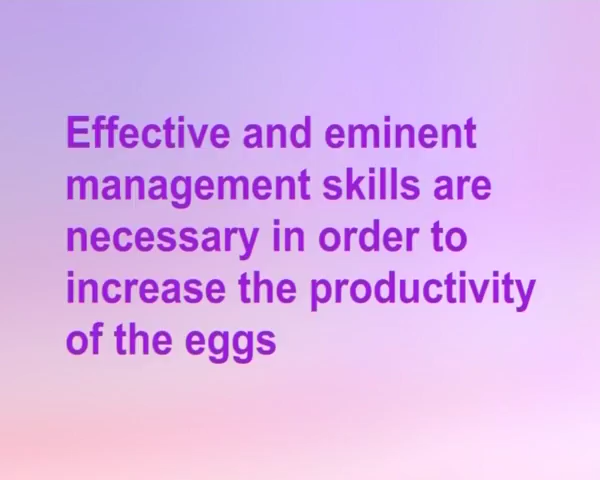 Effective and eminent
management skills are
necessary in order to
increase the productivity
of the eggs